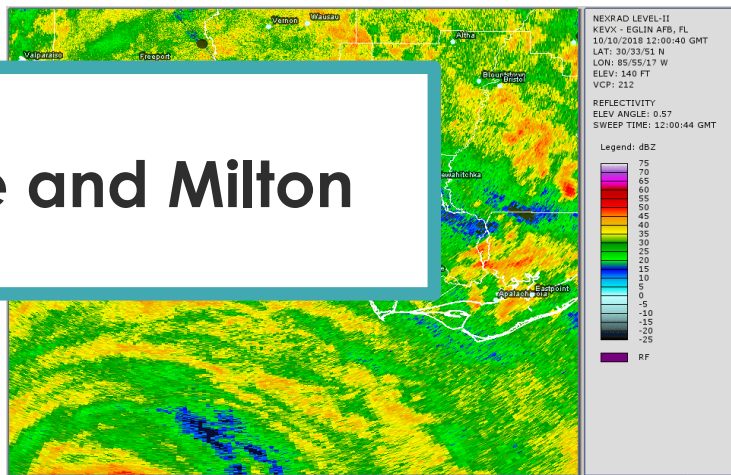 Vernon
Wausau
Altha
Valparaiso
Freeport
Blountstown
Bristol
e and Milton
ewahitchka
e
Apalachicola
Eastpoint
NEXRAD LEVEL-II
KEVX - EGLIN AFB, FL
10/10/2018 12:00:40 GMT
LAT: 30/33/51 N
LON: 85/55/17 W
ELEV: 140 FT
VCP: 212
REFLECTIVITY
ELEV ANGLE: 0.57
SWEEP TIME: 12:00:44 GMT
Legend: dBZ
75
70
65
60
55
50
45
40
35
30
25
20
15
10
5
0
-5
-10
-15
-20
-25
RF